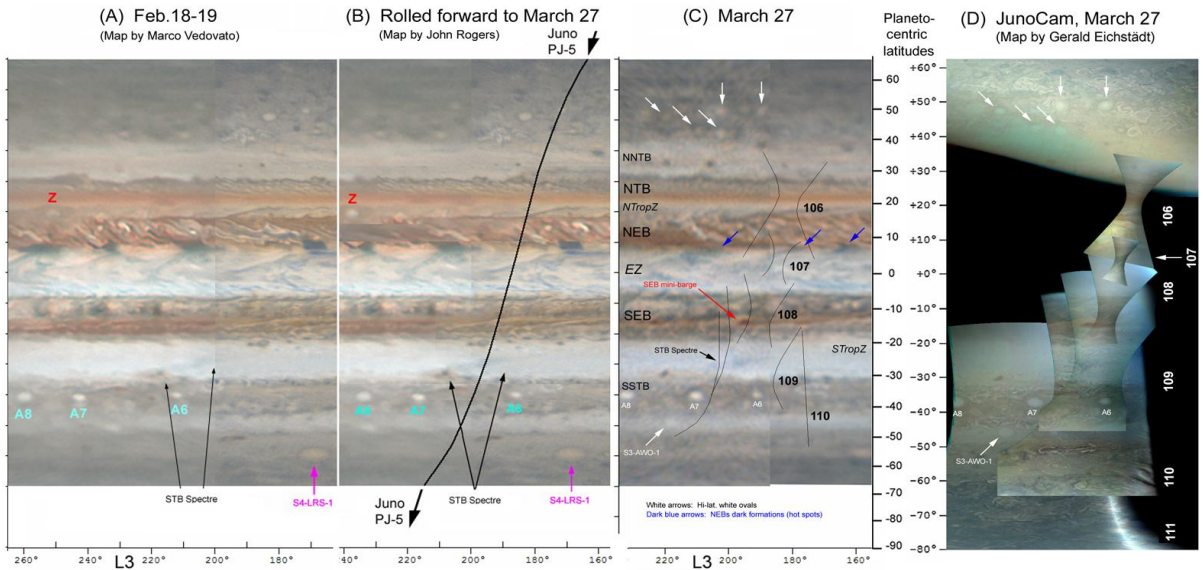 (A) Feb.18-19
(Map by Marco Vedovato)
(B) Rolled forward to March 27
(Map by John Rogers)
Juno
PJ-5
(C) March 27
Planeto-
centric
latitudes
(D) JunoCam, March 27
(Map by Gerald Eichstädt)
Z
A8
A7
A6
STB Spectre
S4-LRS-1
260°
240°
220°
200°
180°
L3
Z
A8
A7
A6
Juno
PJ-5
STB Spectre
S4-LRS-1
40°
220°
200°
180°
160°
NNTB
NTB
NTropZ
NEB
EZ
SEB mini-barge
SEB
STB Spectre
STropZ
SSTB
A8
A7
A6
S3-AWO-1
106
107
108
109
110
White arrows: Hi-lat. white ovals
Dark blue arrows: NEBs dark formations (hot spots)
220°
200°
180°
160°
L3
60
50
40
30
20
10
0
-10
-20
-30
-40
-50
-60
-70
-80
-90
+60°
+50°
+40°
+30°
+20°
+10°
+0°
-10°
-20°
-30°
-40°
-50°
-60°
-70°
-80°
A8
A7
A6
S3-AWO-1
106
107
108
109
110
111